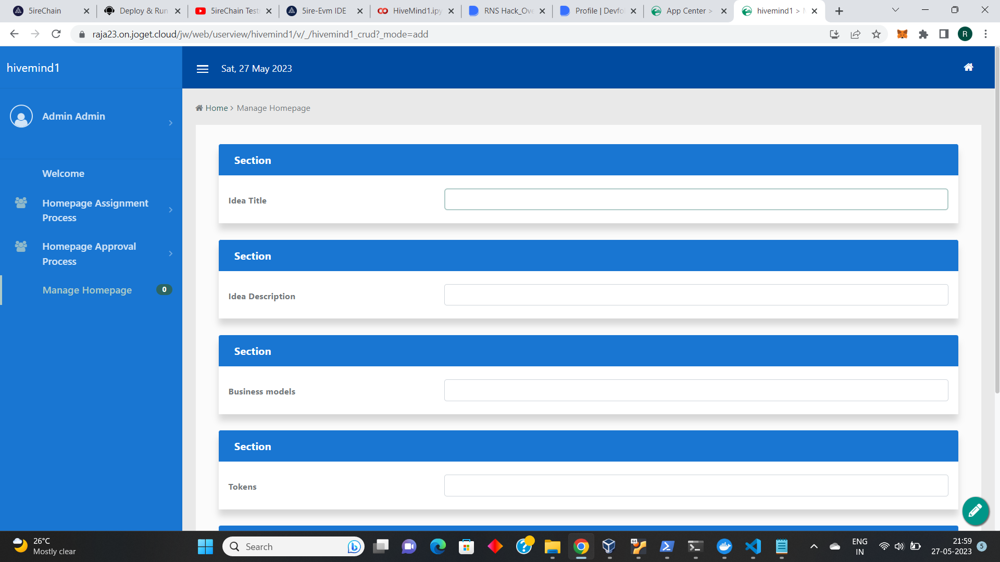 5ireChain
Deploy & Run
5ireChain Test
5ire-Evm IDE
HiveMind1.ipy
RNS Hack_Ove
Profile | Devfo
App Center >
hivemind1 >
raja23.on.joget.cloud/jw/web/userview/hivemind1/v/_/hivemind1_crud?_mode=add
R
hivemind1
Sat, 27 May 2023
Admin Admin
Home > Manage Homepage
Welcome
Homepage Assignment
Process
Homepage Approval
Process
Manage Homepage
0
Section
Idea Title
Section
Idea Description
Section
Business models
Section
Tokens
26°C
Mostly clear
Search
64
ENG
IN
21:59
27-05-2023
5